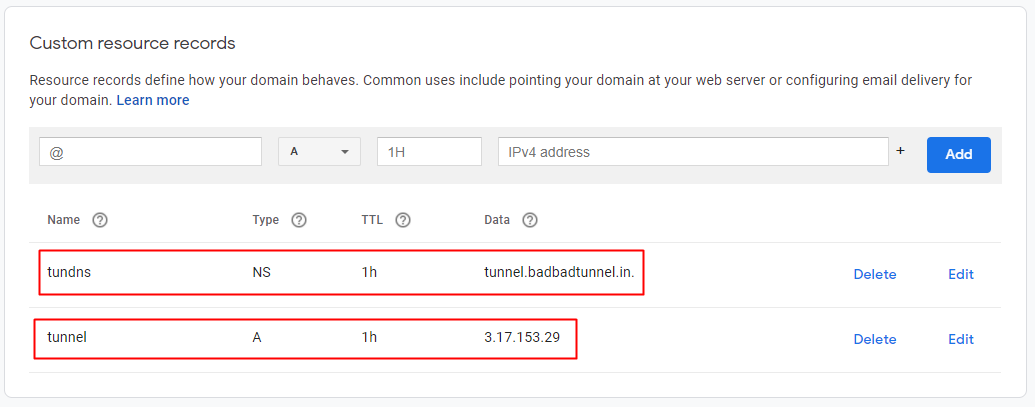 Custom resource records
Resource records define how your domain behaves. Common uses include pointing your domain at your web server or configuring email delivery for
your domain. Learn more
@ A 1H IPv4 address + Add
Name ? Type ? TTL ? Data ?
tundns NS 1h tunnel.badbadtunnel.in. Delete Edit
tunnel A 1h 3.17.153.29 Delete Edit